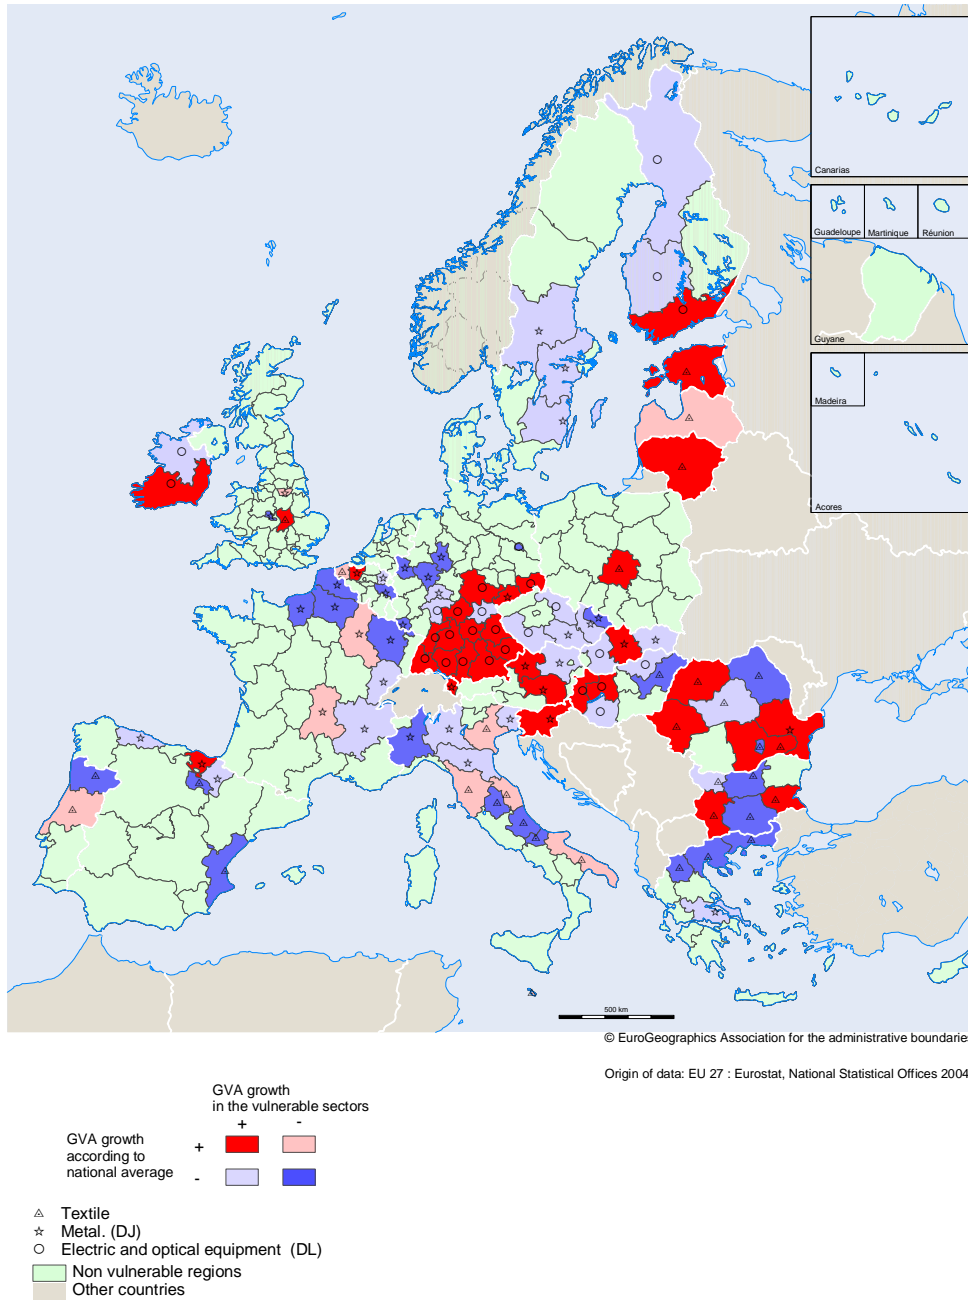 Canarias
Guadeloupe
Martinique
Réunion
Guyane
Madeira
Acores
500 km
© EuroGeographics Association for the administrative boundaries
Origin of data: EU 27 : Eurostat, National Statistical Offices 2004
GVA growth
in the vulnerable sectors
+ -
GVA growth
according to
national average
+
-
Textile
Metal. (DJ)
Electric and optical equipment (DL)
Non vulnerable regions
Other countries